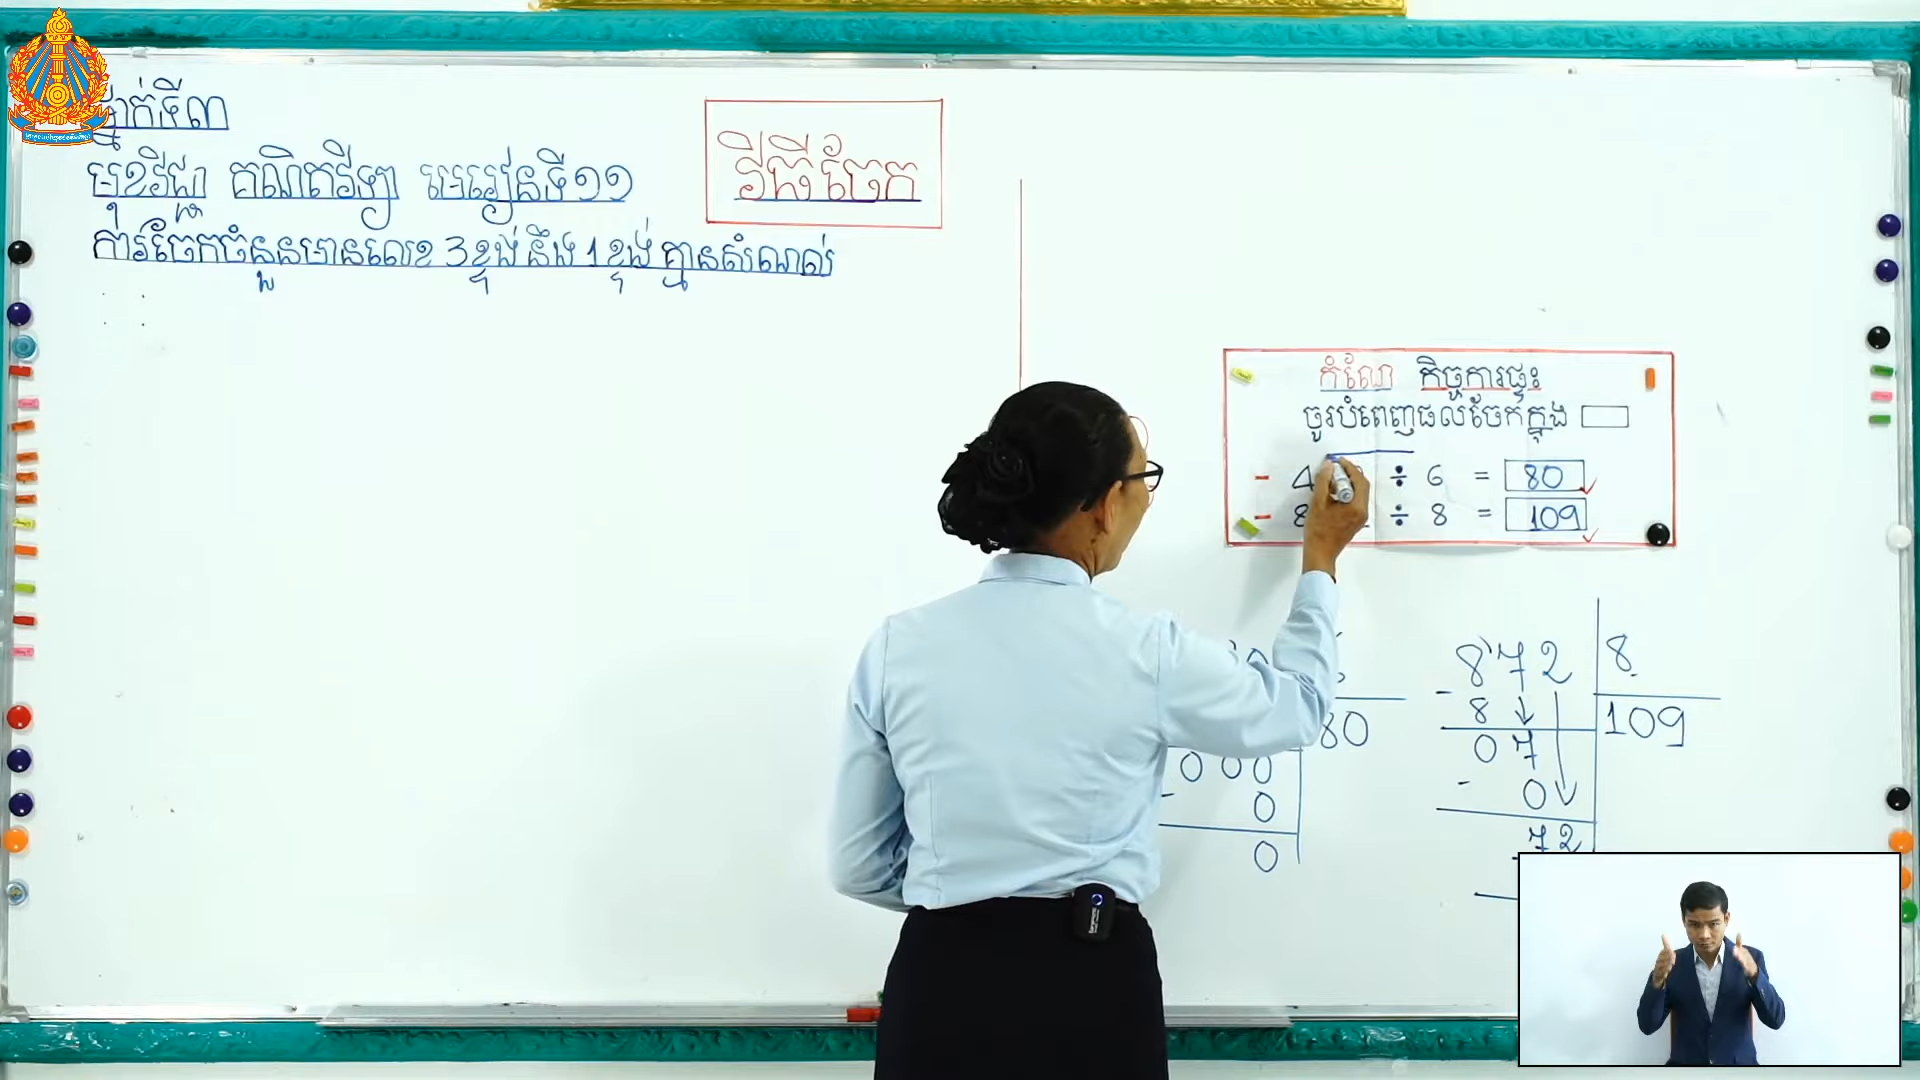 ថ្នាក់ទី៣
មុខវិជ្ជា គណិតវិទ្យា មេរៀនទី១១
ការចែកចំនួនមានលេខ 3 ខ្ទង់ នឹង 1 ខ្ទង់ គ្មានសំណល់
វិធីចែក
កំណែ កិច្ចការផ្ទះ
ចូរបំពេញផលចែកក្នុង
- 4 ÷ 6 = 80
- 8 ÷ 8 = 109
80
0 0 0
- 0
0
872 8
- 8 109
0 7
- 0
7 2